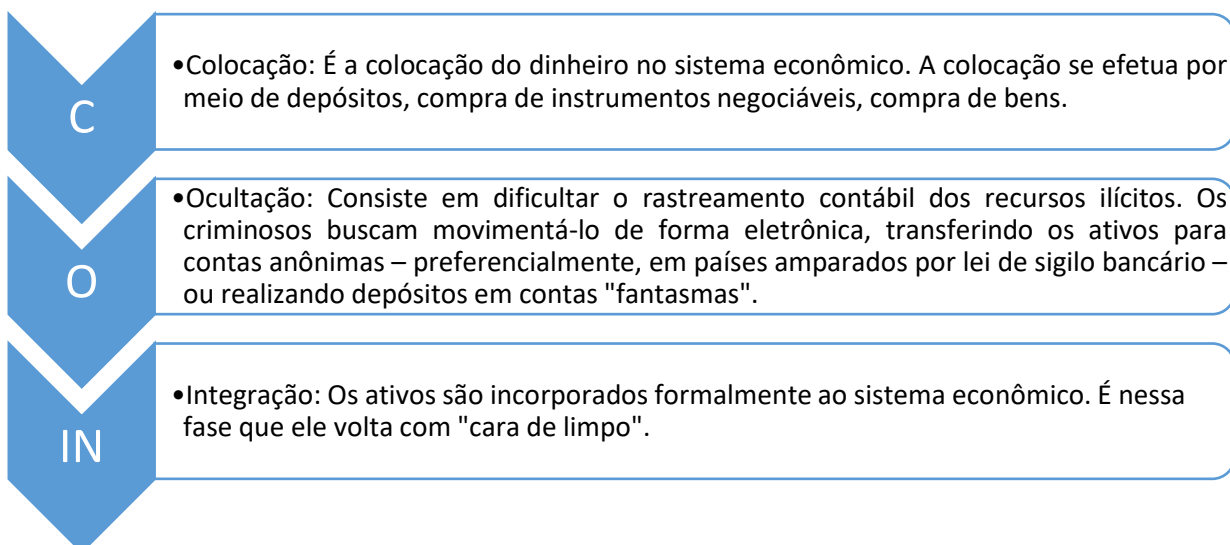 C
•Colocação: É a colocação do dinheiro no sistema econômico. A colocação se efetua por
meio de depósitos, compra de instrumentos negociáveis, compra de bens.
O
•Ocultação: Consiste em dificultar o rastreamento contábil dos recursos ilícitos. Os
criminosos buscam movimentá-lo de forma eletrônica, transferindo os ativos para
contas anônimas – preferencialmente, em países amparados por lei de sigilo bancário –
ou realizando depósitos em contas "fantasmas".
IN
•Integração: Os ativos são incorporados formalmente ao sistema econômico. É nessa
fase que ele volta com "cara de limpo".